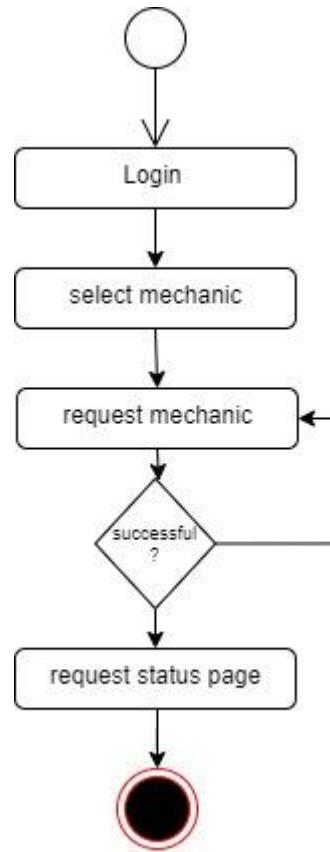 Login
select mechanic
request mechanic
successful
?
request status page